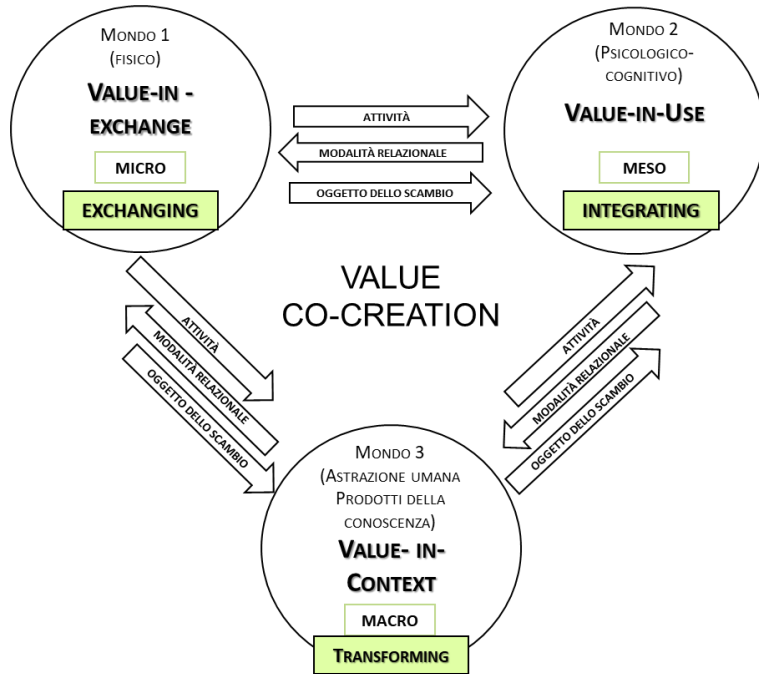 MONDO 1
(FISICO)
VALUE-IN -
EXCHANGE
MICRO
EXCHANGING
ATTIVITÀ
MODALITÀ RELAZIONALE
OGGETTO DELLO SCAMBIO
MONDO 2
(PSICOLOGICO-
COGNITIVO)
VALUE-IN-USE
MESO
INTEGRATING
VALUE
CO-CREATION
ATTIVITÀ
MODALITÀ RELAZIONALE
OGGETTO DELLO SCAMBIO
ATTIVITÀ
MODALITÀ RELAZIONALE
OGGETTO DELLO SCAMBIO
MONDO 3
(ASTRAZIONE UMANA
PRODOTTI DELLA
CONOSCENZA)
VALUE- IN-
CONTEXT
MACRO
TRANSFORMING